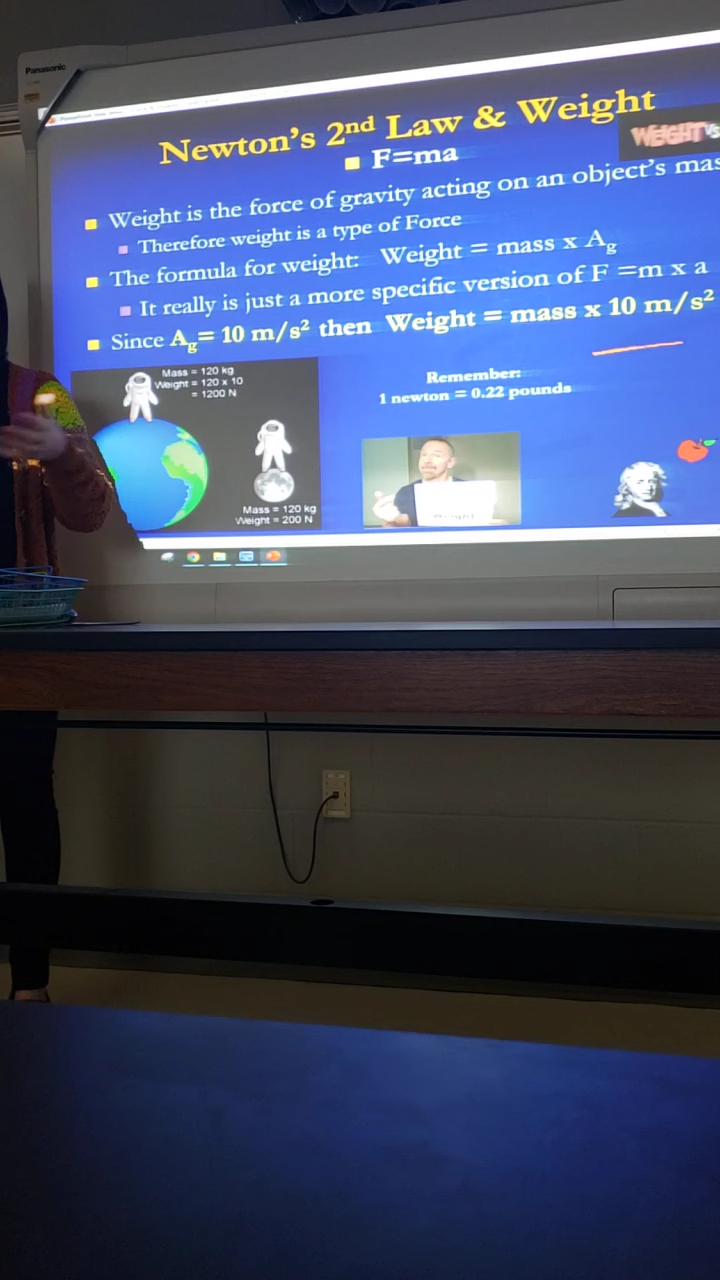 Panasonic
Newton's 2nd Law & Weight
F=ma
WEIGHT
Weight is the force of gravity acting on an object's mas
Therefore weight is a type of Force
The formula for weight: Weight = mass x Ag
It really is just a more specific version of F =m x a
Since Ag= 10 m/s² then Weight = mass x 10 m/s²
Mass = 120 kg
Weight = 120 x 10
= 1200 N
Remember:
1 newton = 0.22 pounds
Mass = 120 kg
Weight = 200 N
Weight